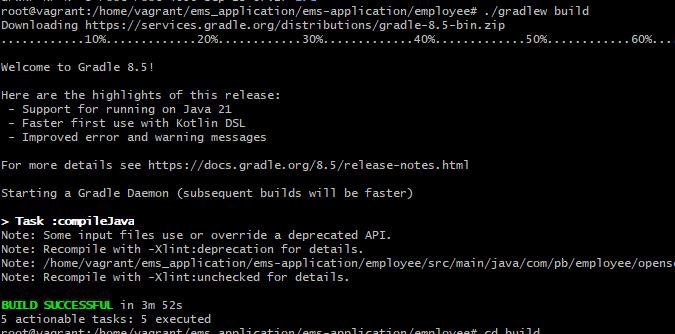 root@vagrant:/home/vagrant/ems_application/ems-application/employee# ./gradlew build
Downloading https://services.gradle.org/distributions/gradle-8.5-bin.zip
............10%............20%............30%.............40%............50%............60%....
Welcome to Gradle 8.5!
Here are the highlights of this release:
- Support for running on Java 21
- Faster first use with Kotlin DSL
- Improved error and warning messages
For more details see https://docs.gradle.org/8.5/release-notes.html
Starting a Gradle Daemon (subsequent builds will be faster)
> Task :compileJava
Note: Some input files use or override a deprecated API.
Note: Recompile with -Xlint:deprecation for details.
Note: /home/vagrant/ems_application/ems-application/employee/src/main/java/com/pb/employee/opens
Note: Recompile with -Xlint:unchecked for details.
BUILD SUCCESSFUL in 3m 52s
5 actionable tasks: 5 executed
root@vagrant:/home/vagrant/ems_application/ems-application/employee# cd build